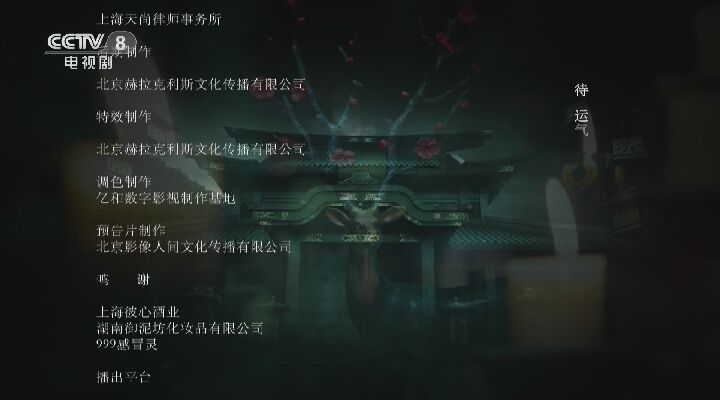 上海天尚律师事务所
CCTV 8
电视剧
音频制作
北京赫拉克利斯文化传播有限公司
特效制作
北京赫拉克利斯文化传播有限公司
调色制作
亿和数字影视制作基地
预告片制作
北京影像人间文化传播有限公司
鸣 谢
上海彼心酒业
湖南御泥坊化妆品有限公司
999感冒灵
播出平台
待
运气